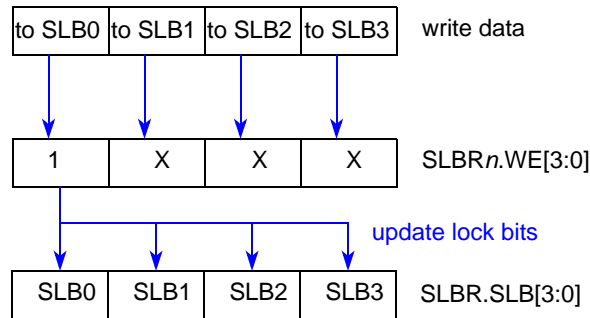 to SLB0 to SLB1 to SLB2 to SLB3 write data
1 X X X SLBRn.WE[3:0]
update lock bits
SLB0 SLB1 SLB2 SLB3 SLBR.SLB[3:0]